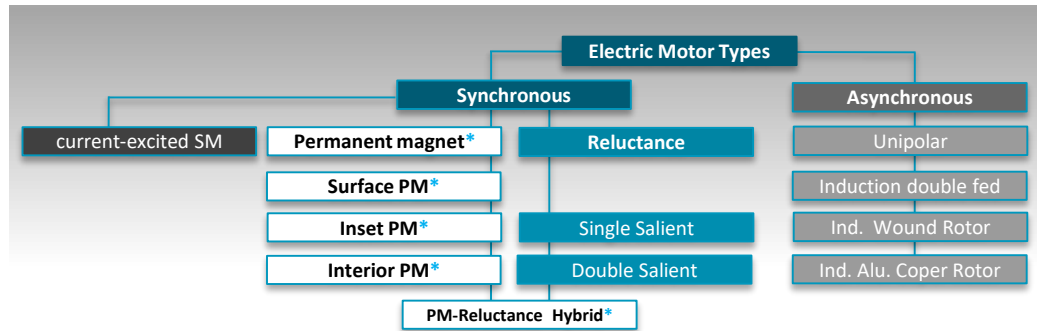 Electric Motor Types
Synchronous
Asynchronous
current-excited SM
Permanent magnet*
Reluctance
Unipolar
Surface PM*
Induction double fed
Inset PM*
Single Salient
Ind. Wound Rotor
Interior PM*
Double Salient
Ind. Alu. Coper Rotor
PM-Reluctance Hybrid*